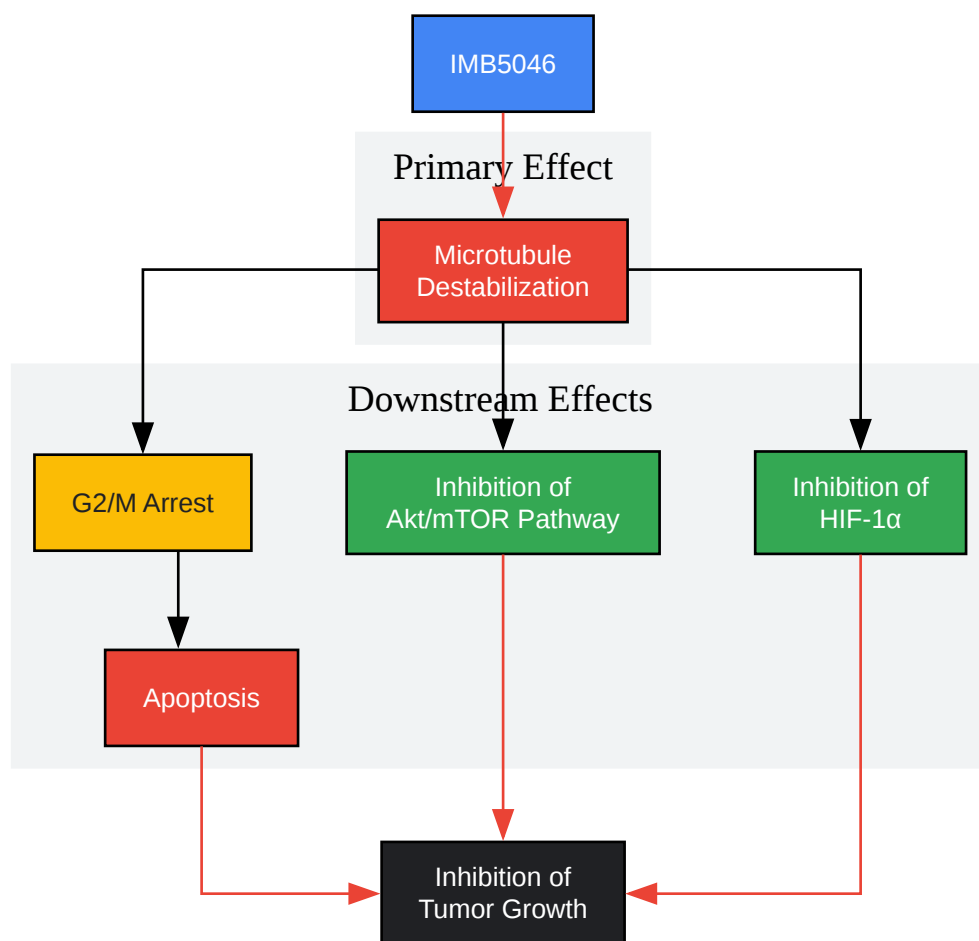 IMB5046
Primary Effect
Microtubule
Destabilization
Downstream Effects
G2/M Arrest
Inhibition of
Akt/mTOR Pathway
Inhibition of
HIF-1α
Apoptosis
Inhibition of
Tumor Growth